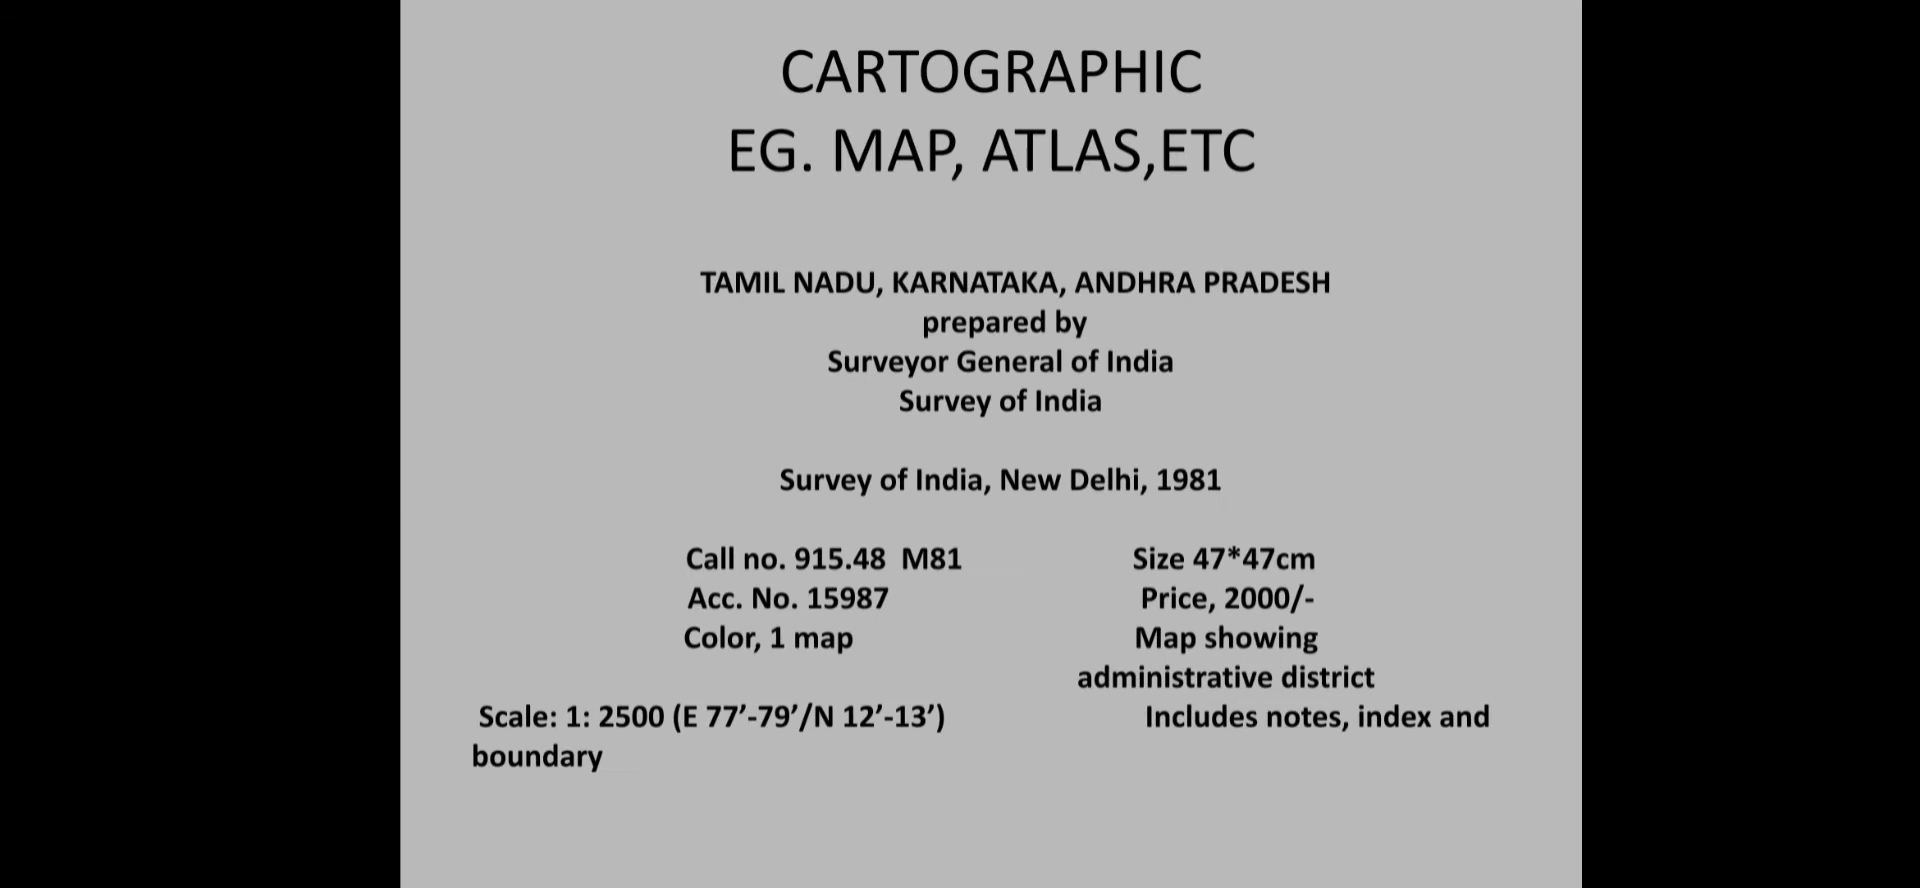 CARTOGRAPHIC
EG. MAP, ATLAS,ETC
TAMIL NADU, KARNATAKA, ANDHRA PRADESH
prepared by
Surveyor General of India
Survey of India
Survey of India, New Delhi, 1981
Call no. 915.48 M81 Size 47*47cm
Acc. No. 15987 Price, 2000/-
Color, 1 map Map showing
administrative district
Scale: 1: 2500 (E 77’-79’/N 12’-13’) Includes notes, index and
boundary